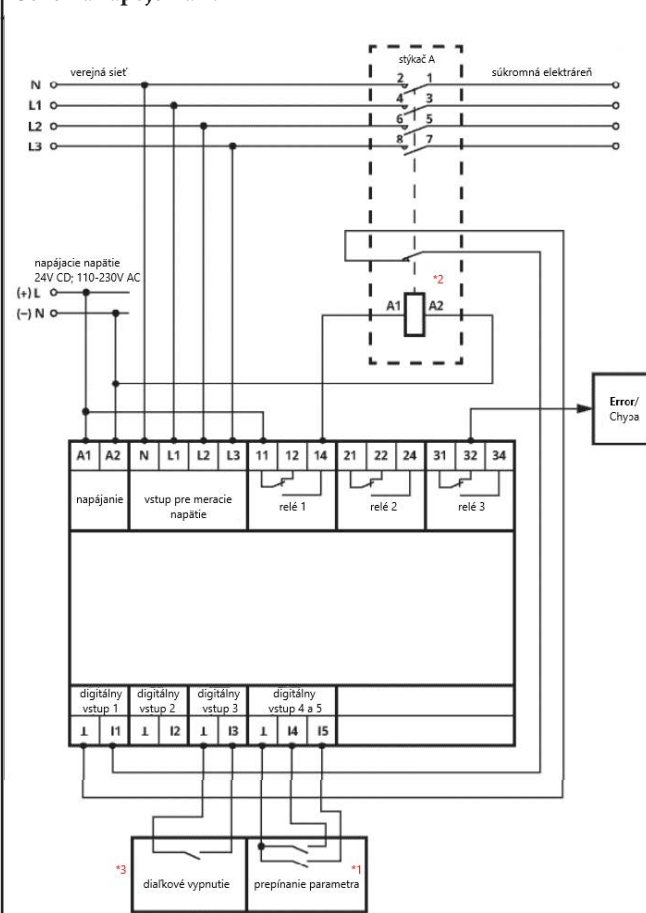 stýkač A
verejná sieť
2 1
súkromná elektráreň
N
L1
4 3
L2
6 5
L3
8 7
napájacie napätie
24V CD; 110-230V AC
(+) L
(−) N
*2
A1 A2
Error/
Chyba
A1 A2 N L1 L2 L3 11 12 14 21 22 24 31 32 34
napájanie
vstup pre meracie
napätie
relé 1
relé 2
relé 3
digitálny
vstup 1
digitálny
vstup 2
digitálny
vstup 3
digitálny
vstup 4 a 5
⊥ I1 ⊥ I2 ⊥ I3 ⊥ I4 I5
*3
diaľkové vypnutie
*1
prepínanie parametra